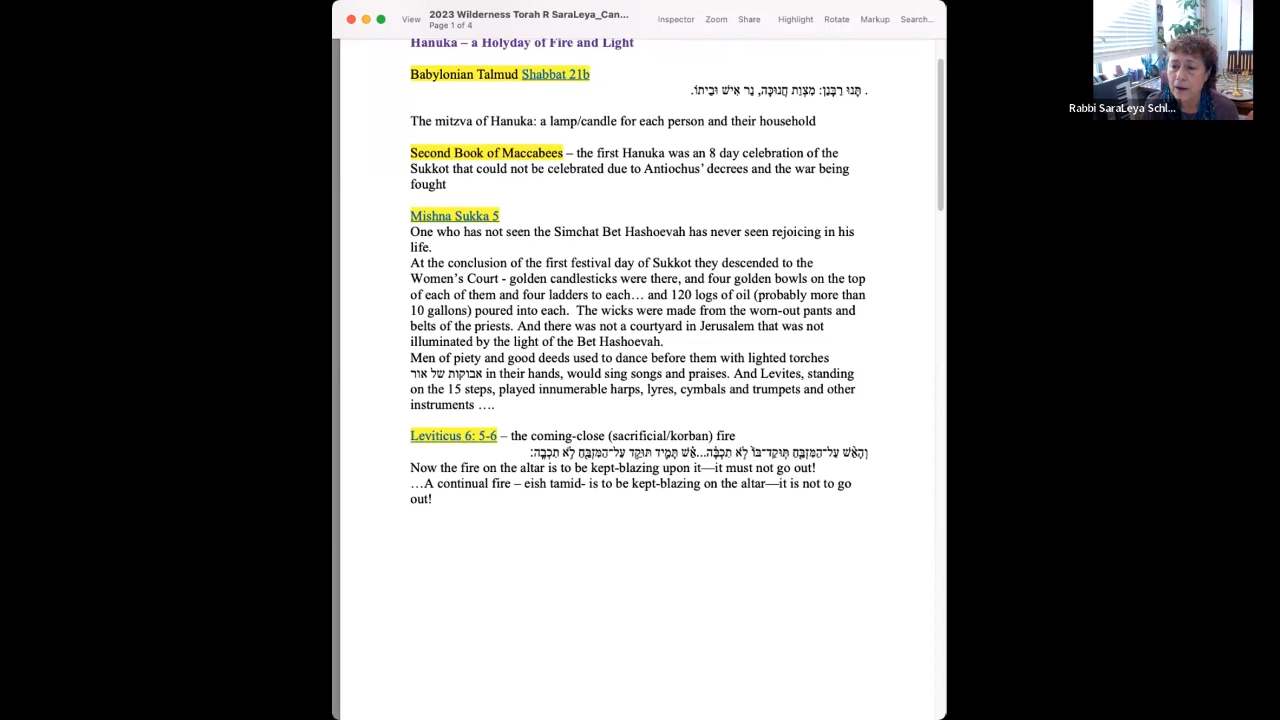 View
2023 Wilderness Torah R SaraLeya_Can...
Page 1 of 4
Inspector Zoom Share Highlight Rotate Markup Search...
Hanuka – a Holyday of Fire and Light
Babylonian Talmud Shabbat 21b
. תָּנוּ רַבָּנַן: מִצְוַת חֲנוּכָּה, נֵר אִישׁ וּבֵיתוֹ.
The mitzva of Hanuka: a lamp/candle for each person and their household
Second Book of Maccabees – the first Hanuka was an 8 day celebration of the
Sukkot that could not be celebrated due to Antiochus’ decrees and the war being
fought
Mishna Sukka 5
One who has not seen the Simchat Bet Hashoevah has never seen rejoicing in his
life.
At the conclusion of the first festival day of Sukkot they descended to the
Women’s Court - golden candlesticks were there, and four golden bowls on the top
of each of them and four ladders to each… and 120 logs of oil (probably more than
10 gallons) poured into each.  The wicks were made from the worn-out pants and
belts of the priests. And there was not a courtyard in Jerusalem that was not
illuminated by the light of the Bet Hashoevah.
Men of piety and good deeds used to dance before them with lighted torches
אבוקות של אור in their hands, would sing songs and praises. And Levites, standing
on the 15 steps, played innumerable harps, lyres, cymbals and trumpets and other
instruments ….
Leviticus 6: 5-6 – the coming-close (sacrificial/korban) fire
וְהָאֵ֨שׁ עַל־הַמִּזְבֵּ֤חַ תּֽוּקַד־בּוֹ֙ לֹ֣א תִכְבֶּ֔ה...אֵ֗שׁ תָּמִ֛יד תּוּקַ֥ד עַל־הַמִּזְבֵּ֖חַ לֹ֥א תִכְבֶֽה׃
Now the fire on the altar is to be kept-blazing upon it—it must not go out!
…A continual fire – eish tamid- is to be kept-blazing on the altar—it is not to go
out!
Rabbi SaraLeya Schl...